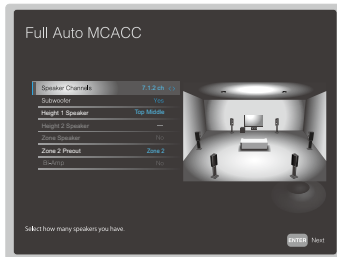 Full Auto MCACC
Speaker Channels 7.1.2 ch
Subwoofer Yes
Height 1 Speaker Top Middle
Height 2 Speaker ---
Zone Speaker No
Zone 2 Preout Zone 2
Bi-Amp No
Select how many speakers you have.
ENTER Next